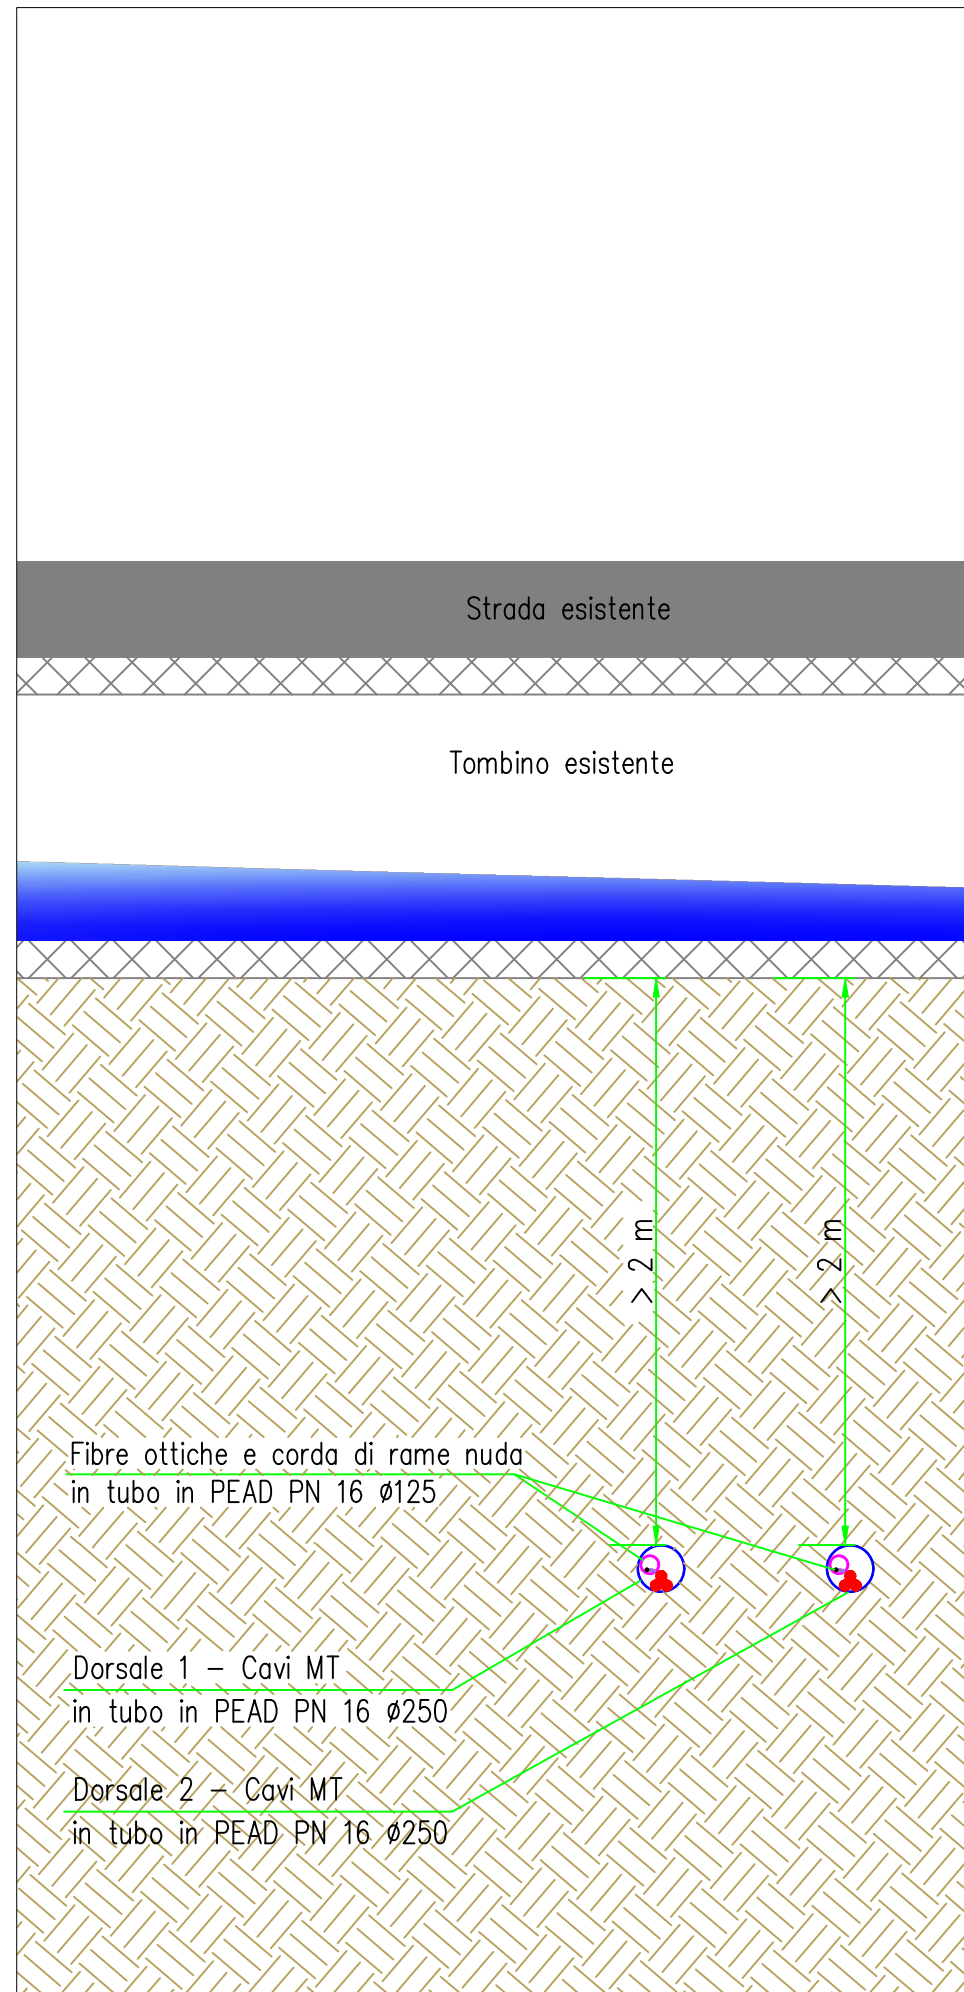 Strada esistente
Tombino esistente
> 2 m
> 2 m
Fibre ottiche e corda di rame nuda
in tubo in PEAD PN 16 ø125
Dorsale 1 - Cavi MT
in tubo in PEAD PN 16 ø250
Dorsale 2 - Cavi MT
in tubo in PEAD PN 16 ø250